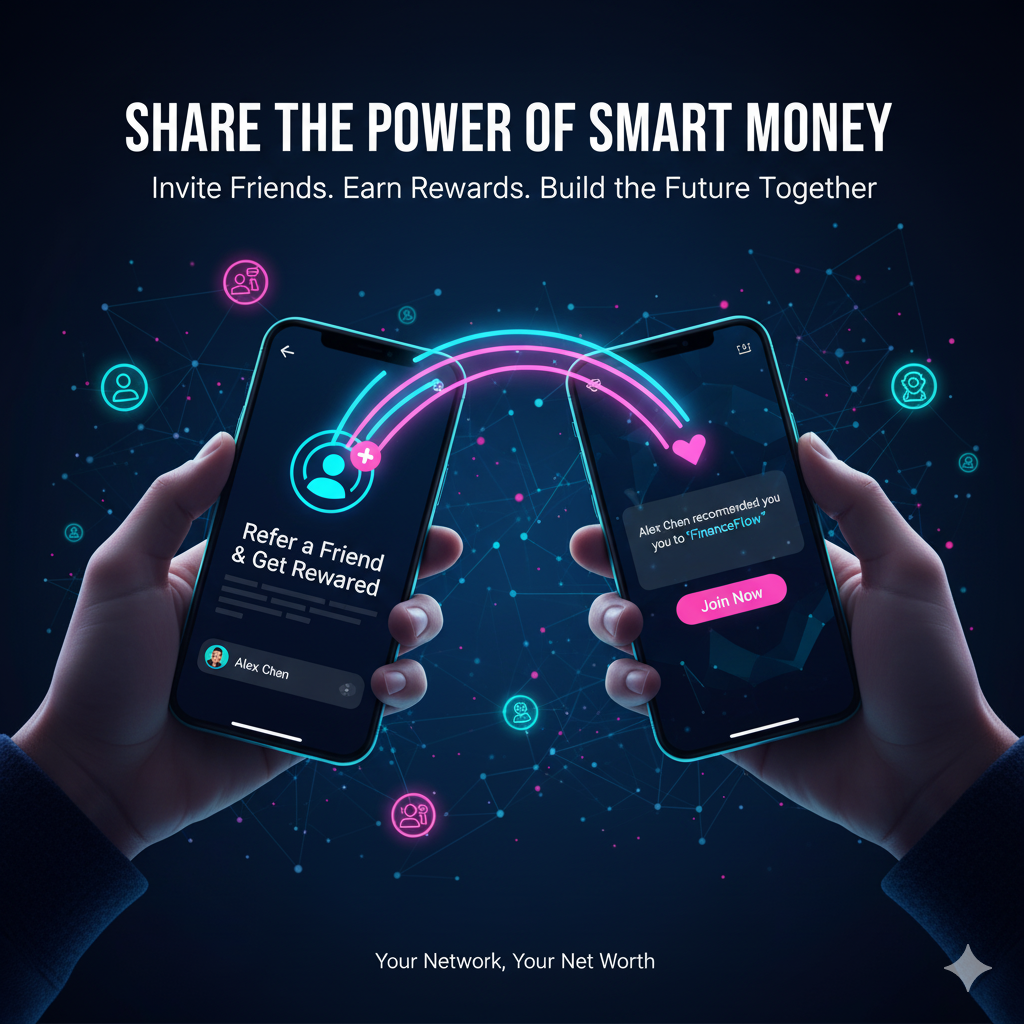 SHARE THE POWER OF SMART MONEY
Invite Friends. Earn Rewards. Build the Future Together
Refer a Friend
& Get Rewared
Alex Chen
Alex Chen recommended you
you to "FinanceFlow"
Join Now
Your Network, Your Net Worth